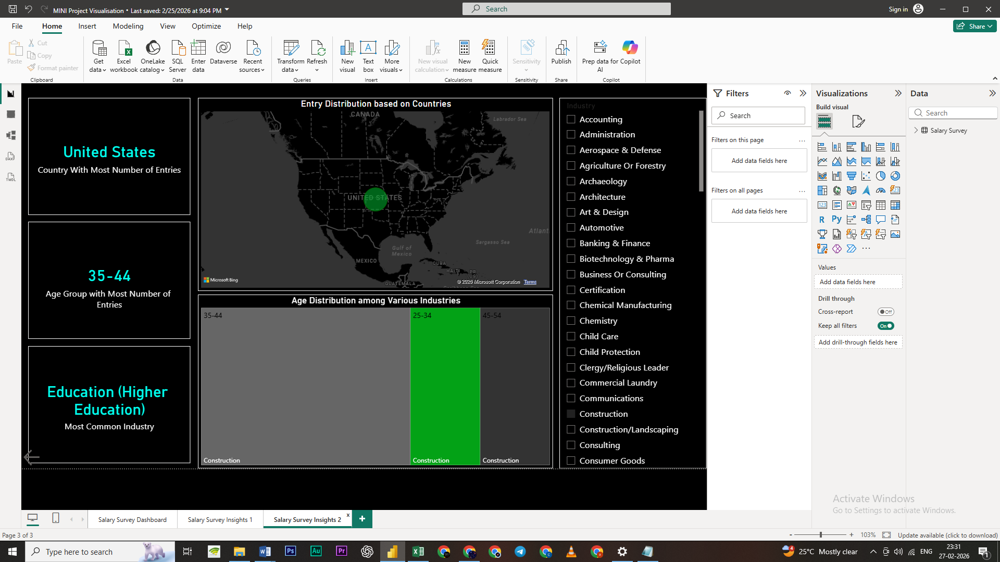 MINI Project Visualisation • Last saved: 2/25/2026 at 9:04 PM
Search
Sign in
File
Home
Insert
Modeling
View
Optimize
Help
Share
Paste
Cut
Copy
Format painter
Clipboard
Get data
Excel workbook
OneLake catalog
SQL Server
Enter data
Dataverse
Recent sources
Data
Transform data
Refresh
Queries
New visual
Text box
More visuals
Insert
New visual calculation
New measure
Quick measure
Calculations
Sensitivity
Sensitivity
Publish
Share
Prep data for AI
Copilot
Copilot
DAX
TMDL
United States
Country With Most Number of Entries
35-44
Age Group with Most Number of
Entries
Education (Higher
Education)
Most Common Industry
Entry Distribution based on Countries
CANADA
Labrador Sea
UNITED STATES
Atlant
Sargasso Sea
Gulf of
Mexico
MEXICO
CUBA
HAITI
PR
(US)
GUATEMALA
Microsoft Bing
© 2026 Microsoft Corporation Terms
Age Distribution among Various Industries
35-44
25-34
45-54
Construction
Construction
Construction
Industry
Accounting
Administration
Aerospace & Defense
Agriculture Or Forestry
Archaeology
Architecture
Art & Design
Automotive
Banking & Finance
Biotechnology & Pharma
Business Or Consulting
Certification
Chemical Manufacturing
Chemistry
Child Care
Child Protection
Clergy/Religious Leader
Commercial Laundry
Communications
Construction
Construction/Landscaping
Consulting
Consumer Goods
Filters
Search
Filters on this page
...
Add data fields here
Filters on all pages
...
Add data fields here
Visualizations
Build visual
123
R
Py
...
Values
Add data fields here
Drill through
Cross-report
Off
Keep all filters
On
Add drill-through fields here
Data
Search
Salary Survey
Activate Windows
Go to Settings to activate Windows.
Salary Survey Dashboard
Salary Survey Insights 1
Salary Survey Insights 2
x
+
Page 3 of 3
- + 103%
Update available (click to download)
Type here to search
Ps
Au
Pr
4
25°C Mostly clear
ENG
23:31
27-02-2026
1